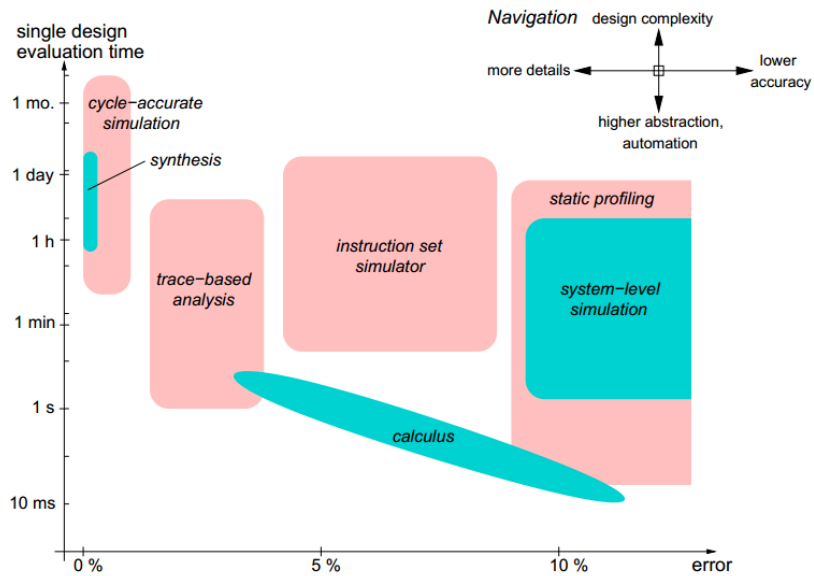 single design
evaluation time
Navigation
design complexity
more details
lower
accuracy
higher abstraction,
automation
1 mo.
1 day
1 h
1 min
1 s
10 ms
cycle−accurate
simulation
synthesis
trace−based
analysis
instruction set
simulator
static profiling
system−level
simulation
calculus
0 %
5 %
10 %
error